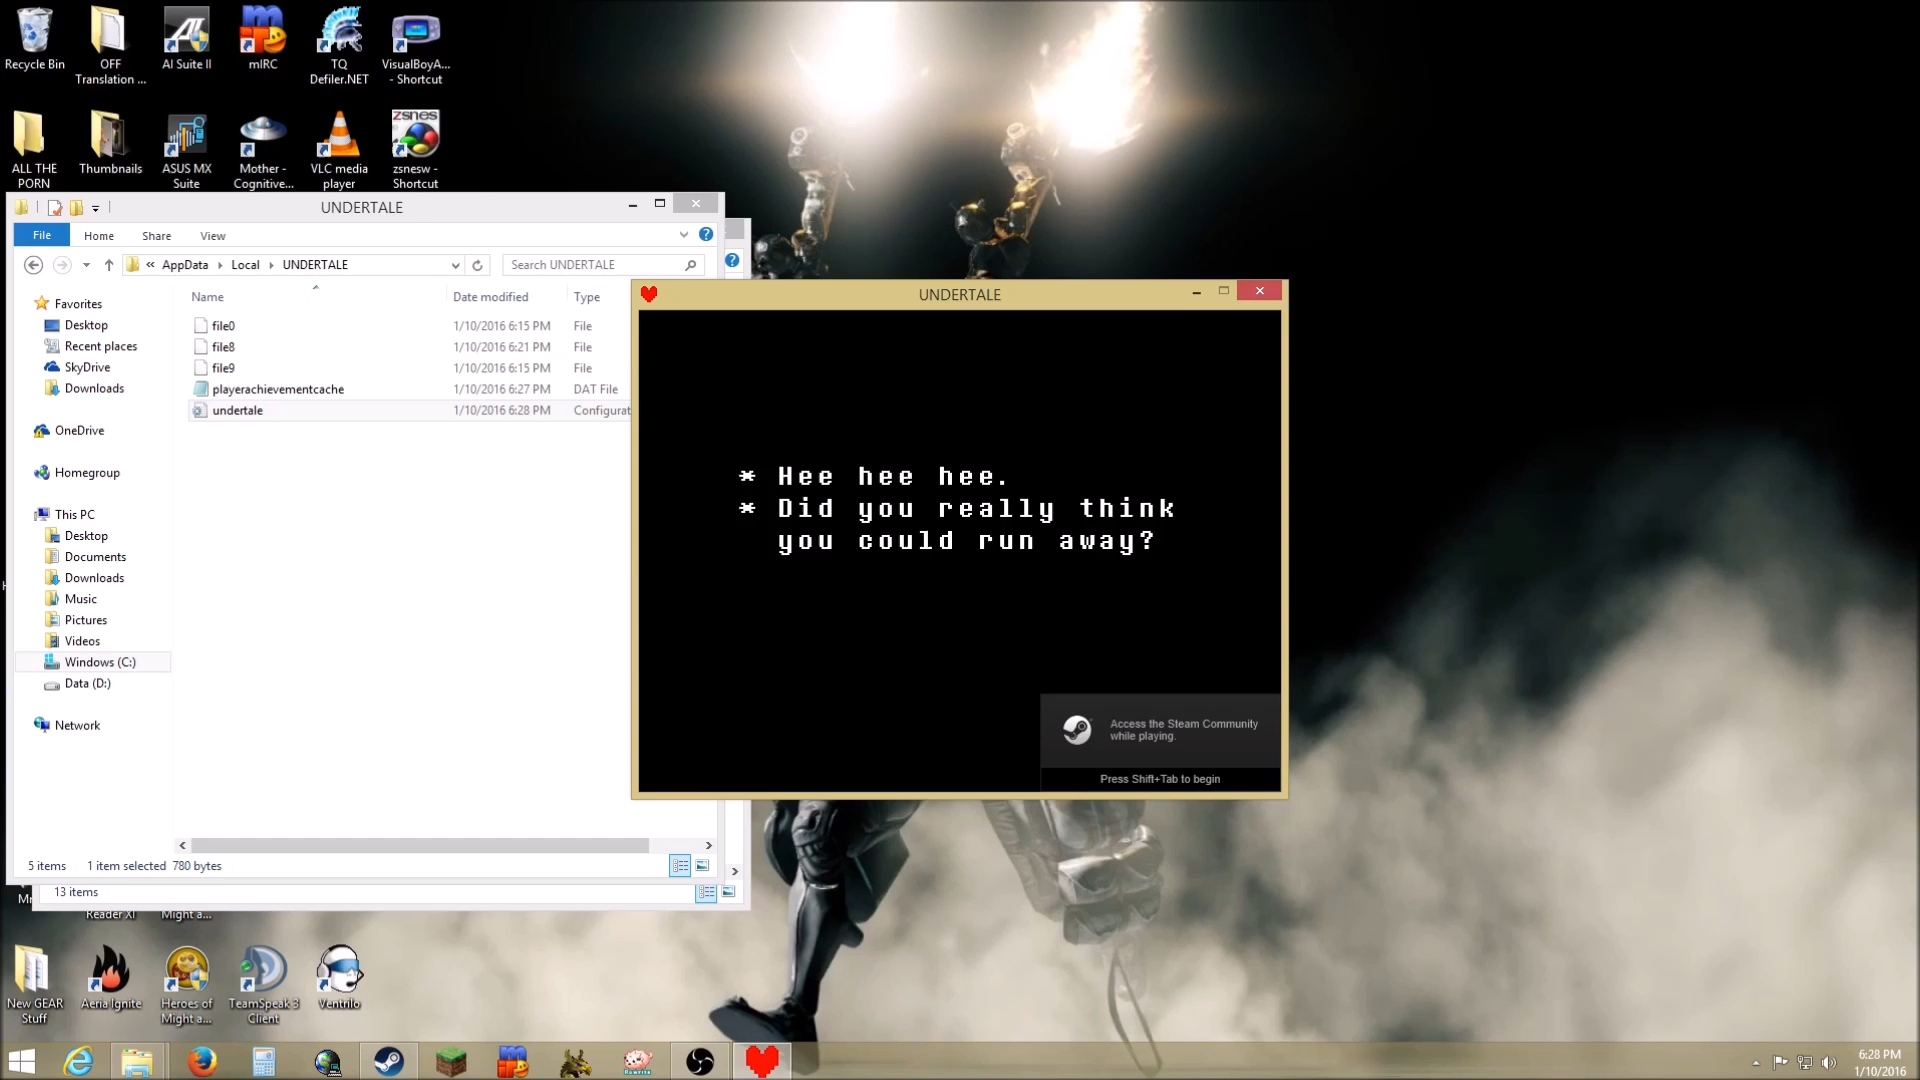 Recycle Bin
OFF Translation ...
AI Suite II
mIRC
TQ Defiler.NET
VisualBoyA... - Shortcut
ALL THE PORN
Thumbnails
ASUS MX Suite
Mother - Cognitive...
VLC media player
zsnes
zsnesw - Shortcut
UNDERTALE
File Home Share View
« AppData Local UNDERTALE
Search UNDERTALE
Name Date modified Type
file0 1/10/2016 6:15 PM File
file8 1/10/2016 6:21 PM File
file9 1/10/2016 6:15 PM File
playerachievementcache 1/10/2016 6:27 PM DAT File
undertale 1/10/2016 6:28 PM Configurat
Favorites
Desktop
Recent places
SkyDrive
Downloads
OneDrive
Homegroup
This PC
Desktop
Documents
Downloads
Music
Pictures
Videos
Windows (C:)
Data (D:)
Network
5 items 1 item selected 780 bytes
13 items
UNDERTALE
* Hee hee hee.
* Did you really think
you could run away?
Access the Steam Community
while playing.
Press Shift+Tab to begin
Reader XI
Might a...
New GEAR Stuff
Aeria Ignite
Heroes of Might a...
TeamSpeak 3 Client
Ventrilo
6:28 PM
1/10/2016